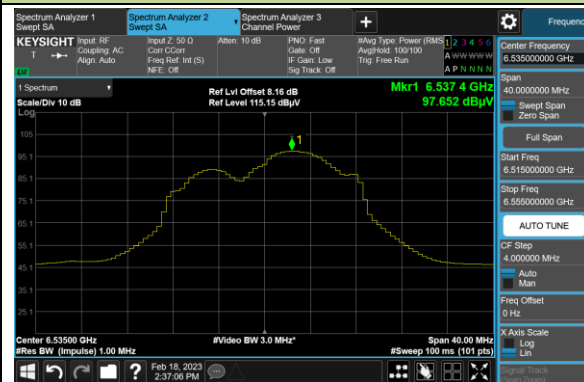 Spectrum Analyzer 1
Swept SA
Spectrum Analyzer 2
Swept SA
Spectrum Analyzer 3
Channel Power
Frequenc
KEYSIGHT
T
LW
Input: RF
Coupling: AC
Align: Auto
Input Z: 50 Ω
Corr CCorr
Freq Ref: Int (S)
NFE: Off
Atten: 10 dB
PNO: Fast
Gate: Off
IF Gain: Low
Sig Track: Off
#Avg Type: Power (RMS
Avg|Hold: 100/100
Trig: Free Run
1 2 3 4 5 6
A W W W W W
A P N N N N
1 Spectrum
Scale/Div 10 dB
Log
Ref Lvl Offset 8.16 dB
Ref Level 115.15 dBμV
Mkr1 6.537 4 GHz
97.652 dBμV
1
105
95.1
85.1
75.1
65.1
55.1
45.1
35.1
25.1
Center 6.53500 GHz
#Res BW (Impulse) 1.00 MHz
#Video BW 3.0 MHz*
Span 40.00 MHz
#Sweep 100 ms (101 pts)
Center Frequency
6.535000000 GHz
Span
40.0000000 MHz
Swept Span
Zero Span
Full Span
Start Freq
6.515000000 GHz
Stop Freq
6.555000000 GHz
AUTO TUNE
CF Step
4.000000 MHz
Auto
Man
Freq Offset
0 Hz
X Axis Scale
Log
Lin
Signal Track
(Span Zoom)
?
Feb 18, 2023
2:37:06 PM